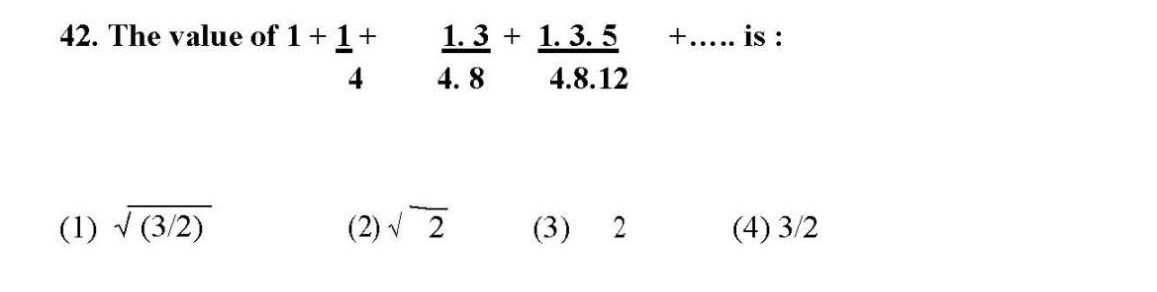 42. The value of 1 + 1 + 1. 3 + 1. 3. 5 +..... is :
4 4. 8 4.8.12
(1) √(3/2) (2) √2 (3) 2 (4) 3/2